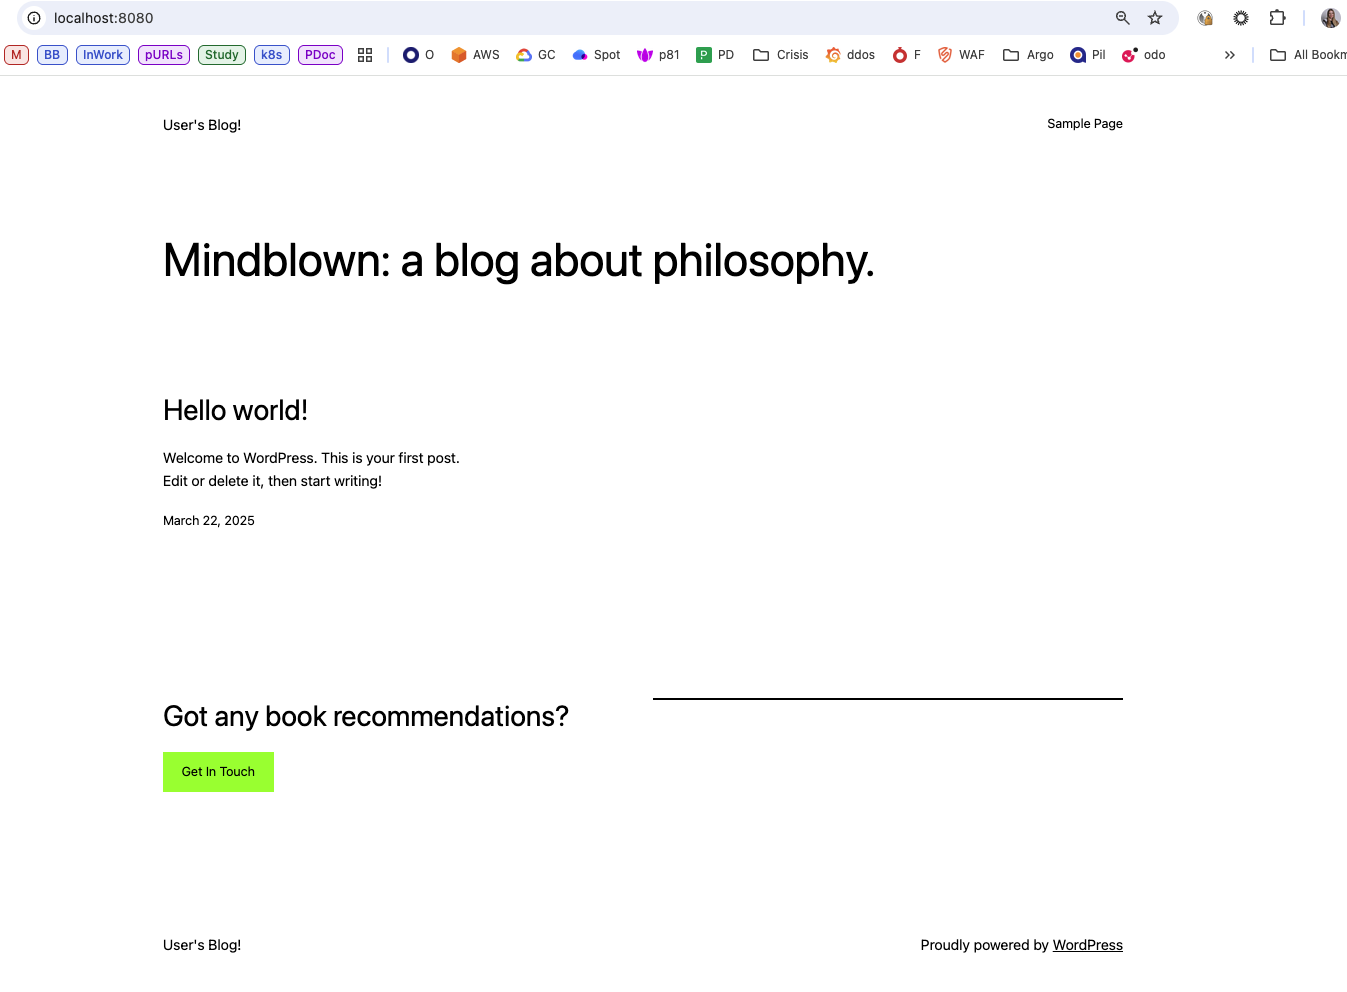 localhost:8080
M BB InWork pURLs Study k8s PDoc O AWS GC Spot p81 PD Crisis ddos F WAF Argo Pil odo » All Bookm
User's Blog! Sample Page
Mindblown: a blog about philosophy.
Hello world!
Welcome to WordPress. This is your first post.
Edit or delete it, then start writing!
March 22, 2025
Got any book recommendations?
Get In Touch
User's Blog! Proudly powered by WordPress